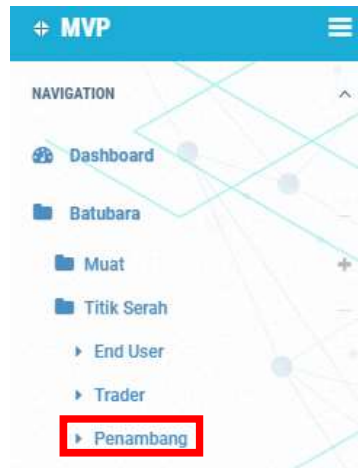 MVP
NAVIGATION
Dashboard
Batubara
Muat
Titik Serah
End User
Trader
Penambang